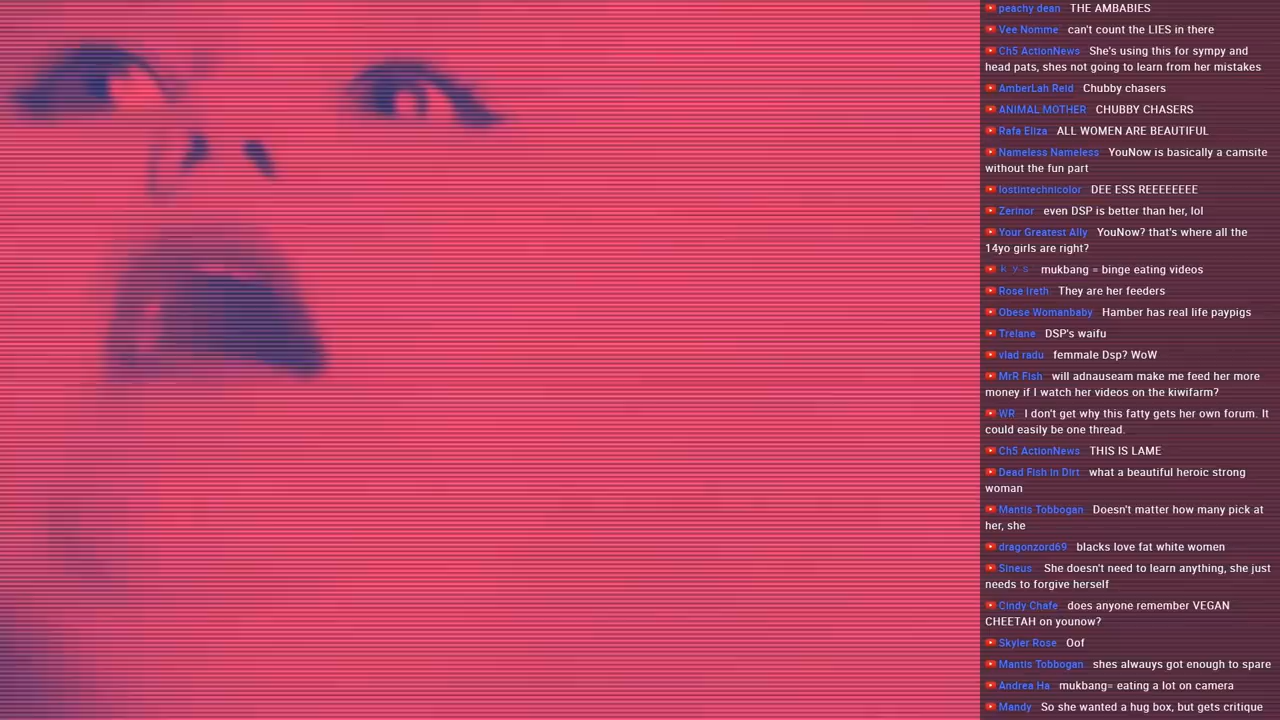 peachy dean THE AMBABIES
Vee Nomme can't count the LIES in there
Ch5 ActionNews She's using this for sympy and
head pats, shes not going to learn from her mistakes
AmberLah Reid Chubby chasers
ANIMAL MOTHER CHUBBY CHASERS
Rafa Eliza ALL WOMEN ARE BEAUTIFUL
Nameless Nameless YouNow is basically a camsite
without the fun part
lostintechnicolor DEE ESS REEEEEEEE
Zerinor even DSP is better than her, lol
Your Greatest Ally YouNow? that's where all the
14yo girls are right?
k y s mukbang = binge eating videos
Rose Ireth They are her feeders
Obese Womanbaby Hamber has real life paypigs
Trelane DSP's waifu
vlad radu femmale Dsp? WoW
MrR Fish will adnauseam make me feed her more
money if I watch her videos on the kiwifarm?
WR I don't get why this fatty gets her own forum. It
could easily be one thread.
Ch5 ActionNews THIS IS LAME
Dead Fish in Dirt what a beautiful heroic strong
woman
Mantis Tobbogan Doesn't matter how many pick at
her, she
dragonzord69 blacks love fat white women
Sineus She doesn't need to learn anything, she just
needs to forgive herself
Cindy Chafe does anyone remember VEGAN
CHEETAH on younow?
Skyler Rose Oof
Mantis Tobbogan shes alwauys got enough to spare
Andrea Ha mukbang= eating a lot on camera
Mandy So she wanted a hug box, but gets critique